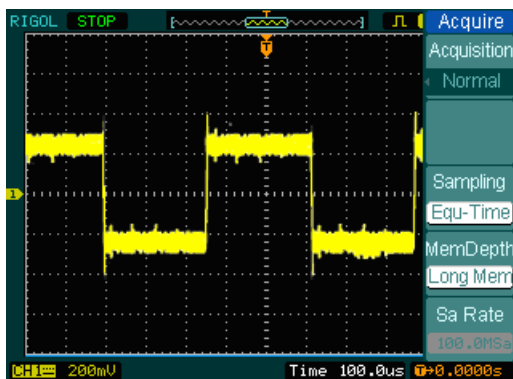 RIGOL STOP
Acquire
T
Acquisition
Normal
1
Sampling
Equ-Time
MemDepth
Long Mem
Sa Rate
100.0MSa
CH1 200mV Time 100.0us T→0.0000s